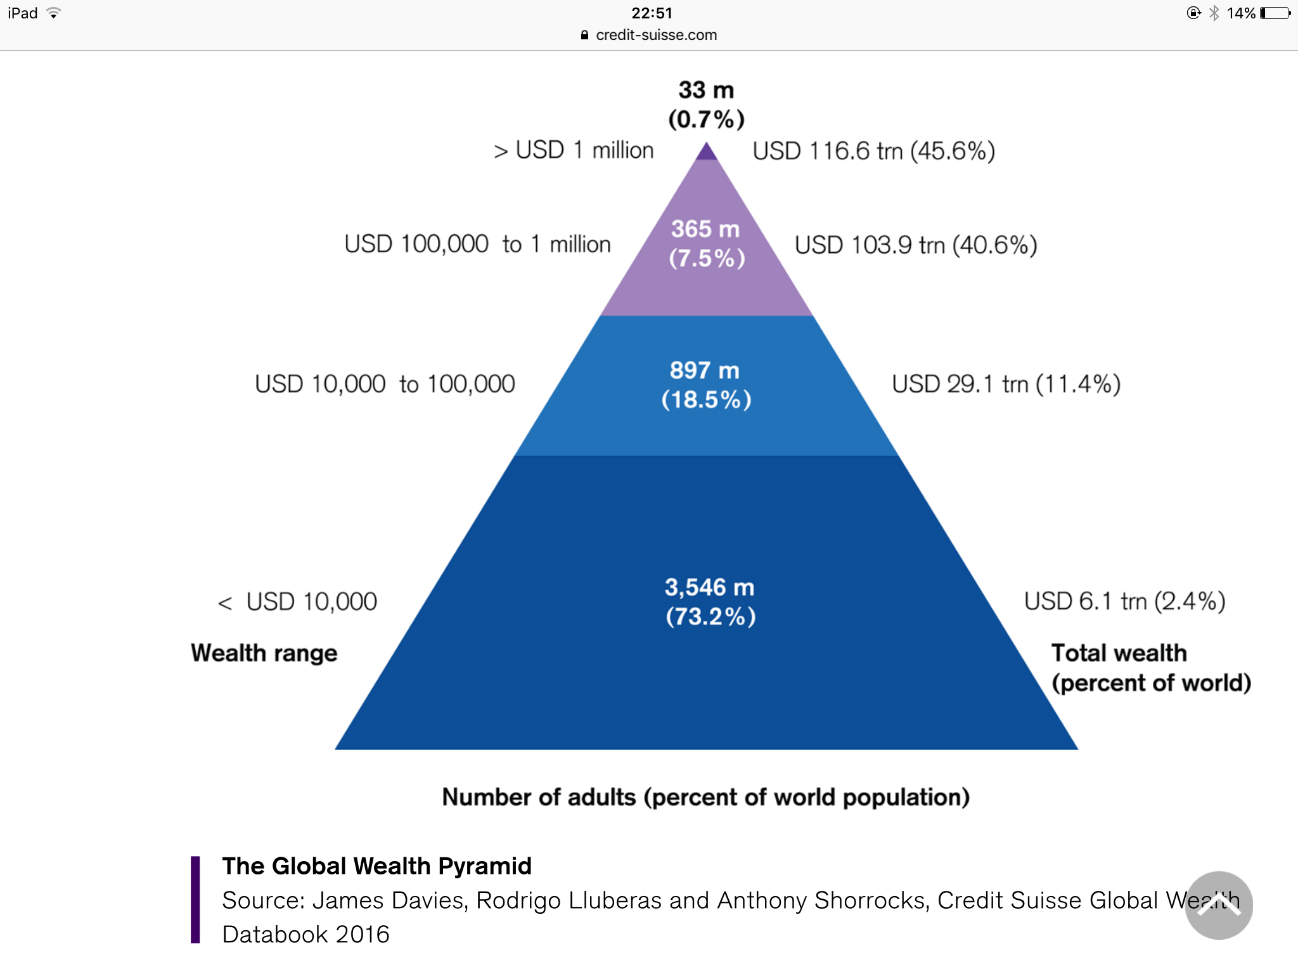 iPad
22:51
14%
credit-suisse.com
33 m
(0.7%)
> USD 1 million
USD 116.6 trn (45.6%)
365 m
(7.5%)
USD 100,000 to 1 million
USD 103.9 trn (40.6%)
897 m
(18.5%)
USD 10,000 to 100,000
USD 29.1 trn (11.4%)
3,546 m
(73.2%)
< USD 10,000
USD 6.1 trn (2.4%)
Wealth range
Total wealth
(percent of world)
Number of adults (percent of world population)
The Global Wealth Pyramid
Source: James Davies, Rodrigo Lluberas and Anthony Shorrocks, Credit Suisse Global Wealth
Databook 2016